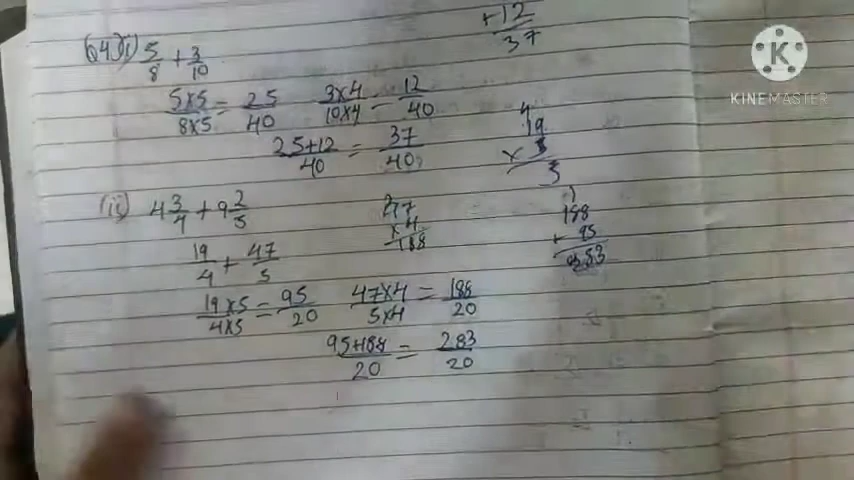 +12
37
Q4) i) 5/8 + 3/10
5×5/8×5 = 25/40 3×4/10×4 = 12/40
25+12/40 = 37/40
19
ii) 4 3/4 + 9 2/5
47
×4
188
188
+ 95
19/4 + 47/5
19×5/4×5 = 95/20 47×4/5×4 = 188/20
95+188/20 = 283/20
KINEMASTER